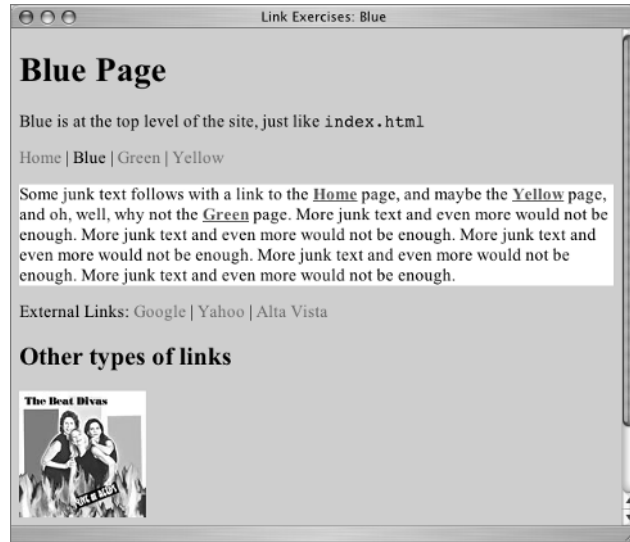 Link Exercises: Blue
Blue Page
Blue is at the top level of the site, just like index.html
Home | Blue | Green | Yellow
Some junk text follows with a link to the Home page, and maybe the Yellow page,
and oh, well, why not the Green page. More junk text and even more would not be
enough. More junk text and even more would not be enough. More junk text and
even more would not be enough. More junk text and even more would not be
enough. More junk text and even more would not be enough.
External Links: Google | Yahoo | Alta Vista
Other types of links
The Beat Divas